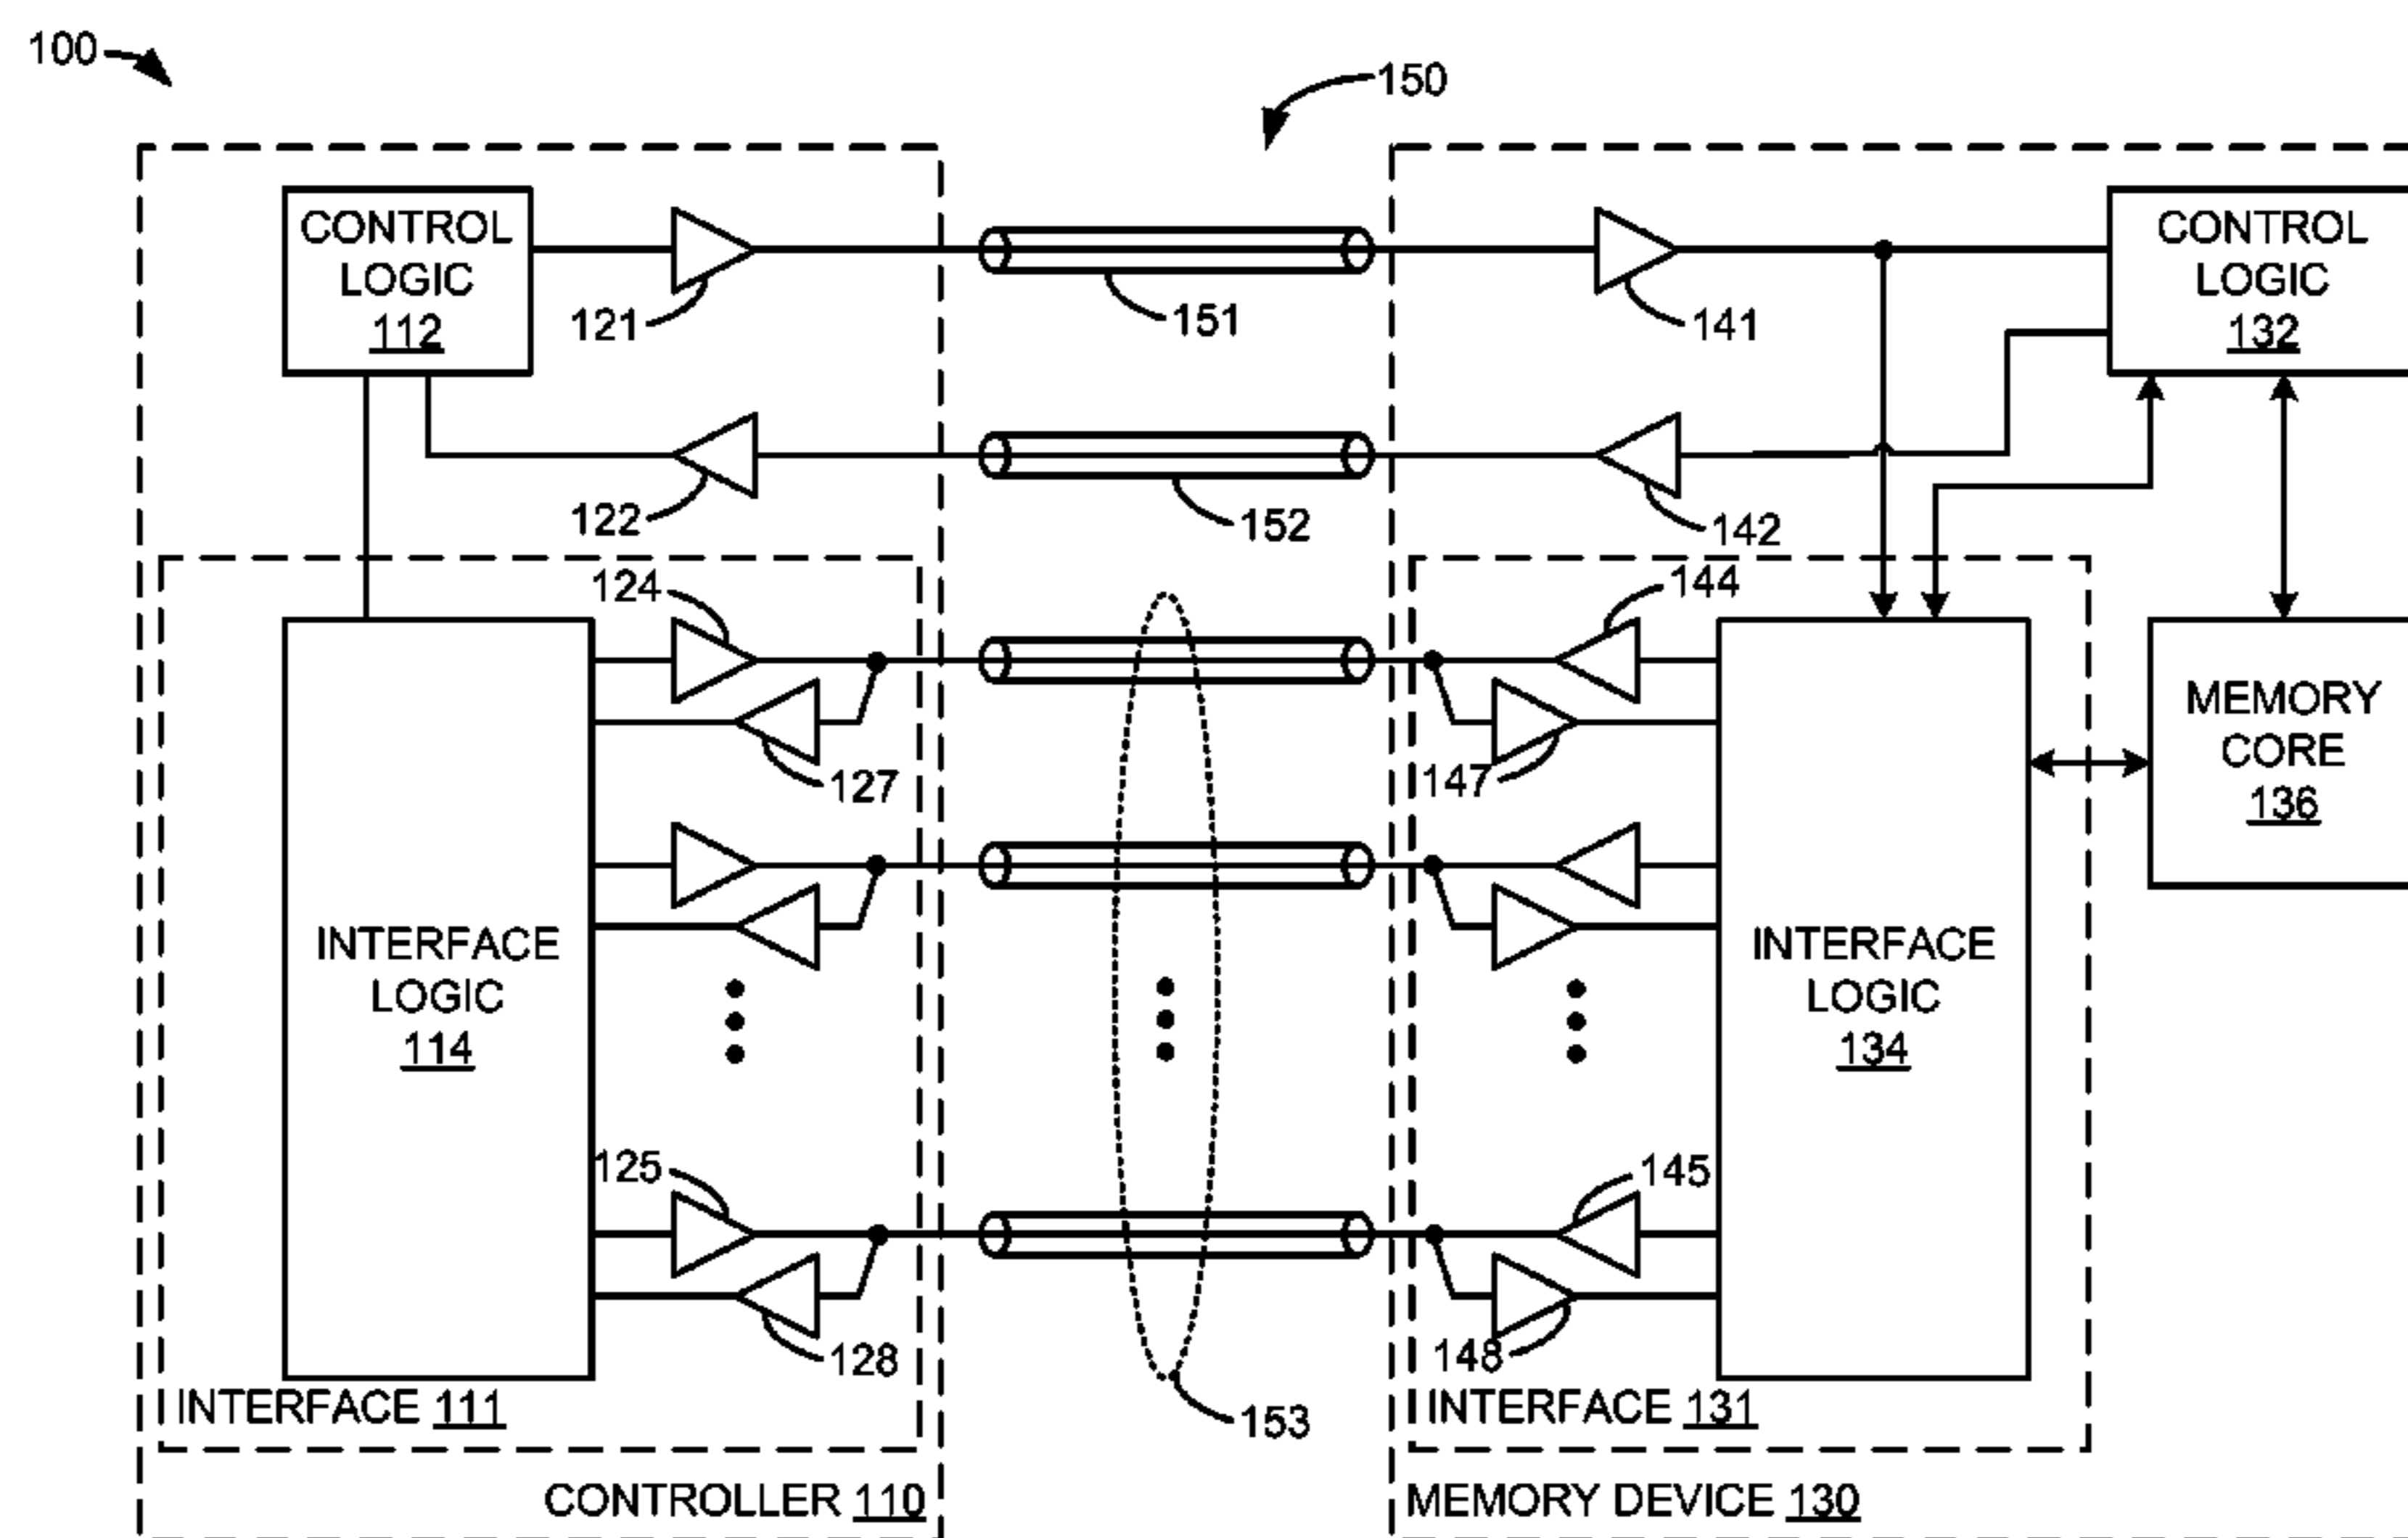 100
150
CONTROL
LOGIC
112
CONTROL
LOGIC
132
121
151
141
122
152
142
124
144
127
147
MEMORY
CORE
136
INTERFACE
LOGIC
114
INTERFACE
LOGIC
134
125
145
128
148
INTERFACE 111
153
INTERFACE 131
CONTROLLER 110
MEMORY DEVICE 130